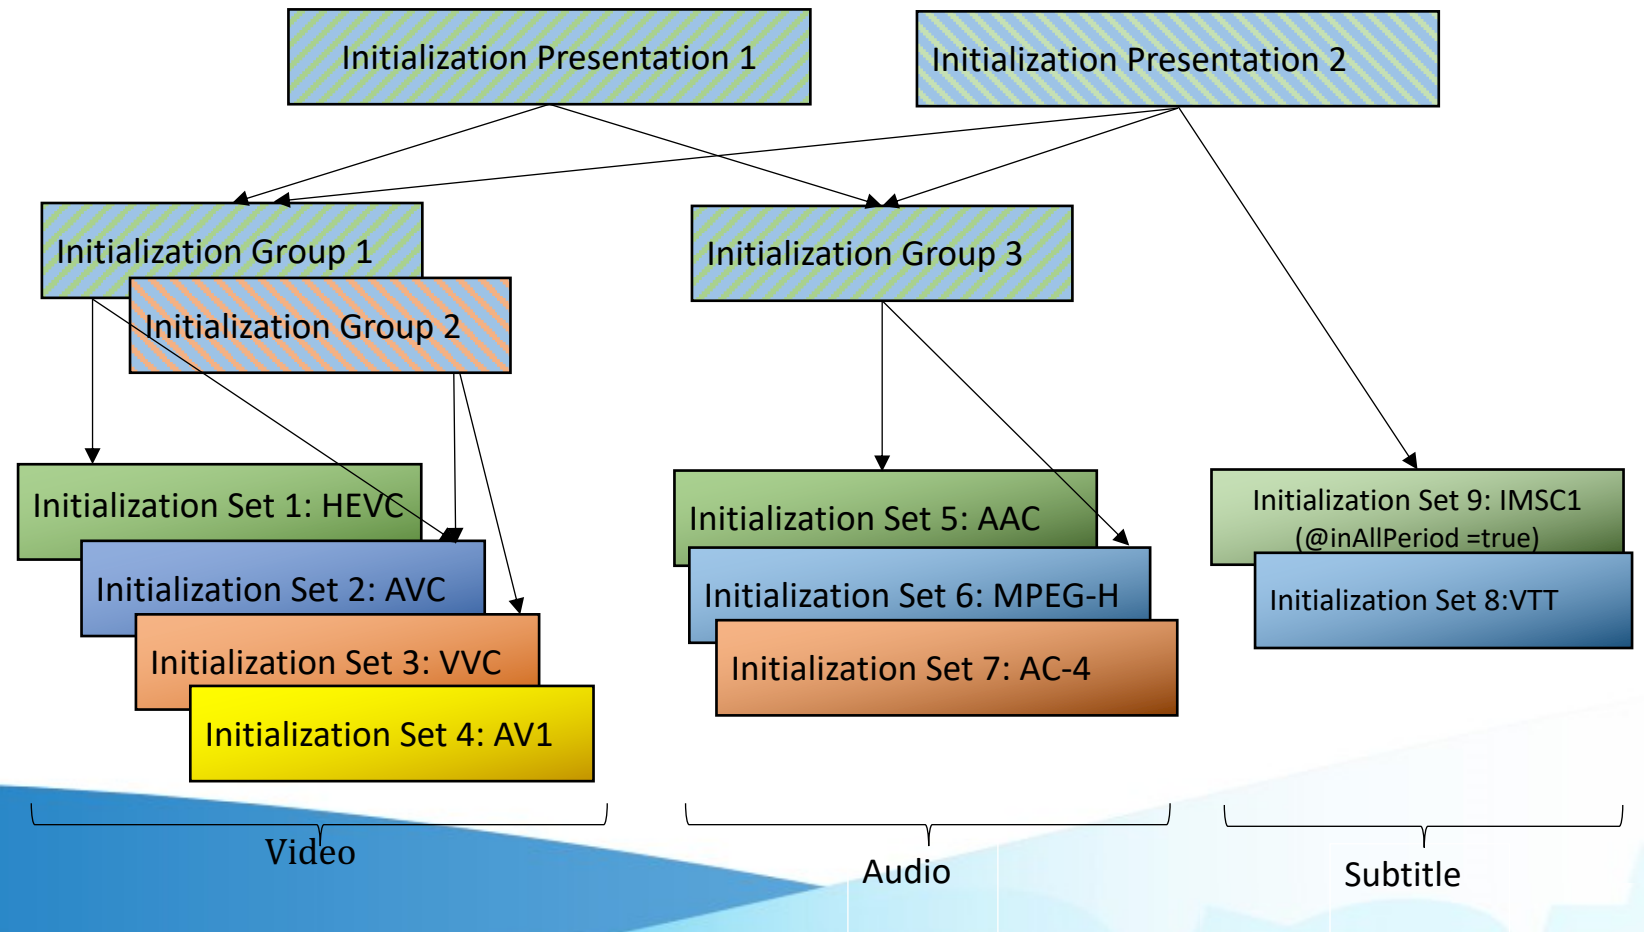 Initialization Presentation 1
Initialization Presentation 2
Initialization Group 1
Initialization Group 2
Initialization Group 3
Initialization Set 1: HEVC
Initialization Set 2: AVC
Initialization Set 3: VVC
Initialization Set 4: AV1
Initialization Set 5: AAC
Initialization Set 6: MPEG-H
Initialization Set 7: AC-4
Initialization Set 9: IMSC1
(@inAllPeriod =true)
Initialization Set 8:VTT
Video
Audio
Subtitle